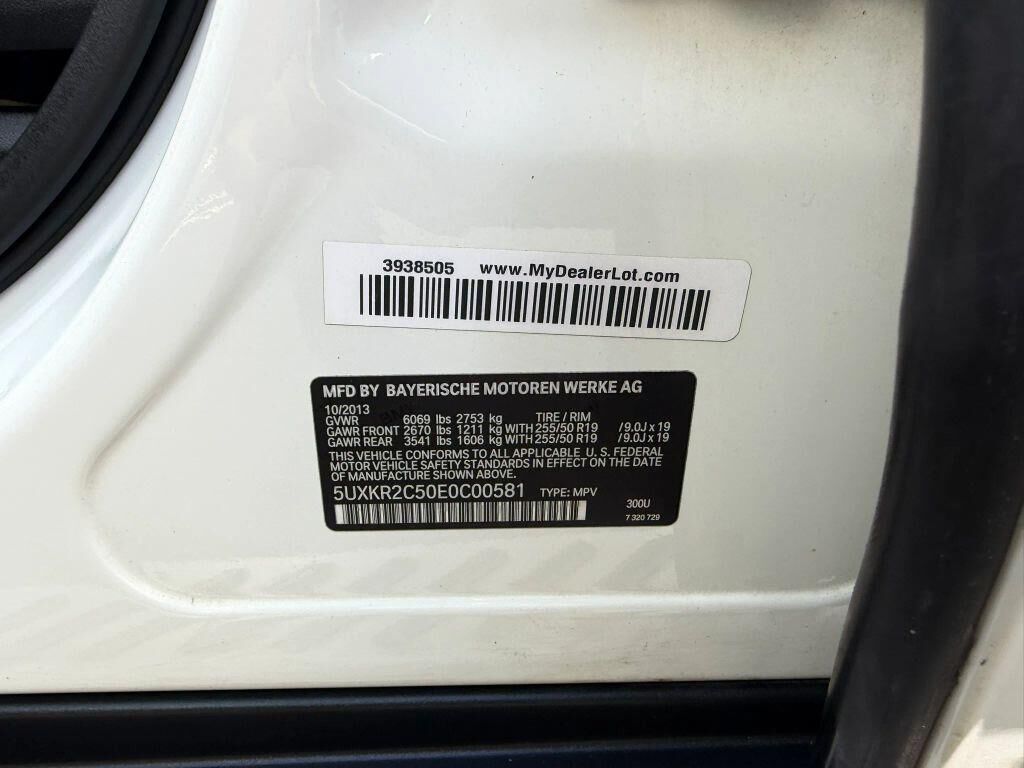 3938505 www.MyDealerLot.com
MFD BY BAYERISCHE MOTOREN WERKE AG
10/2013
GVWR 6069 lbs 2753 kg TIRE / RIM
GAWR FRONT 2670 lbs 1211 kg WITH 255/50 R19 /9.0J x 19
GAWR REAR 3541 lbs 1606 kg WITH 255/50 R19 /9.0J x 19
THIS VEHICLE CONFORMS TO ALL APPLICABLE U. S. FEDERAL
MOTOR VEHICLE SAFETY STANDARDS IN EFFECT ON THE DATE
OF MANUFACTURE SHOWN ABOVE.
5UXKR2C50E0C00581 TYPE: MPV 300U
7 320 729